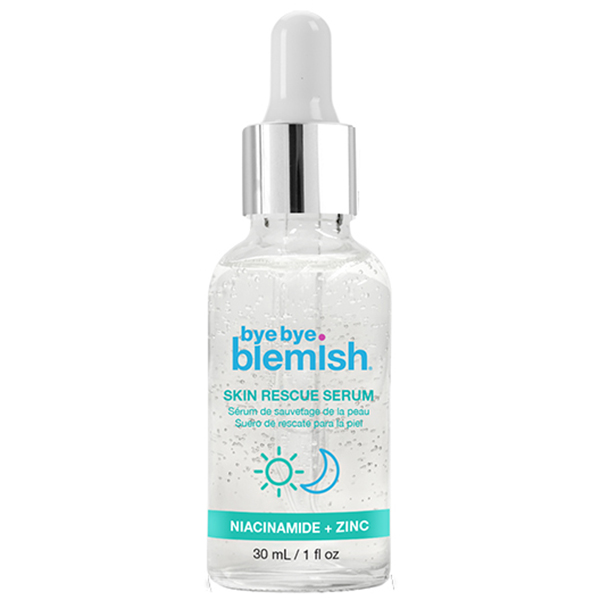 bye bye
blemish®
SKIN RESCUE SERUM™
Sérum de sauvetage de la peau
Suero de rescate para la piel
NIACINAMIDE + ZINC
30 mL / 1 fl oz